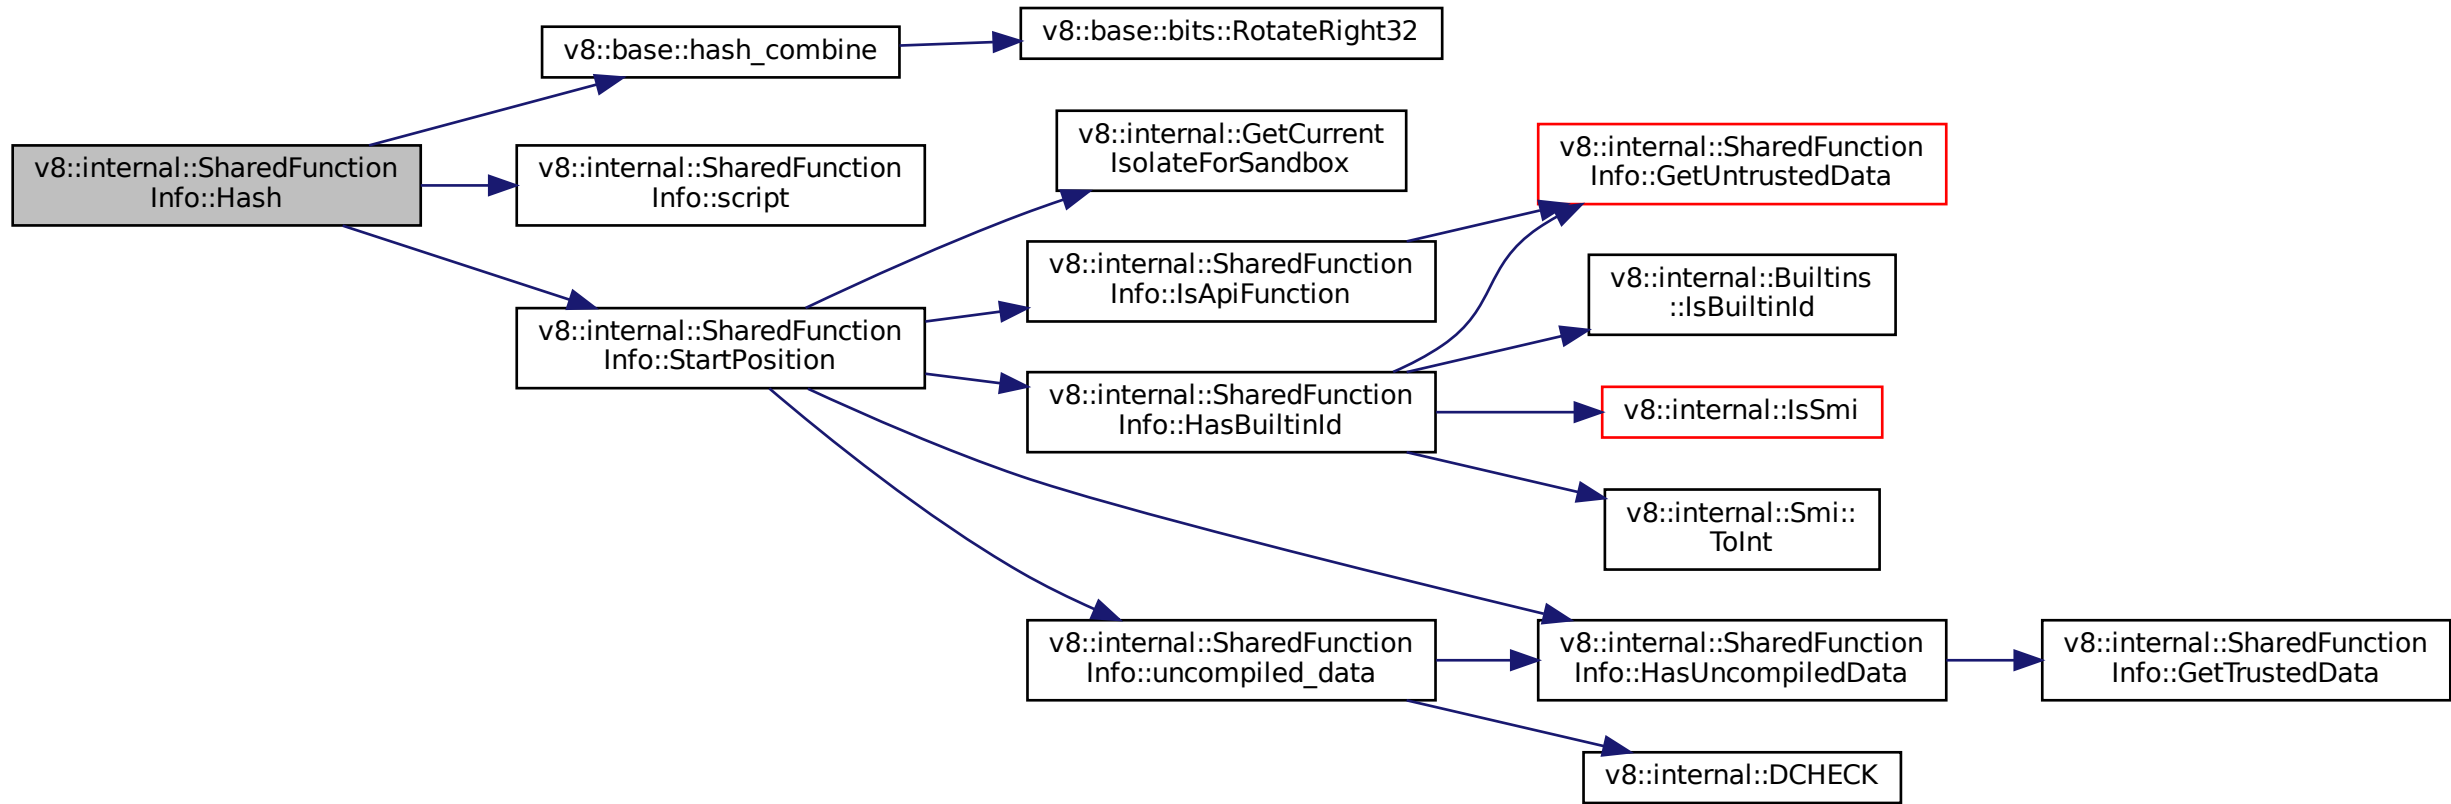 v8::internal::SharedFunction
Info::Hash
v8::base::hash_combine
v8::base::bits::RotateRight32
v8::internal::SharedFunction
Info::script
v8::internal::SharedFunction
Info::StartPosition
v8::internal::GetCurrent
IsolateForSandbox
v8::internal::SharedFunction
Info::IsApiFunction
v8::internal::SharedFunction
Info::GetUntrustedData
v8::internal::SharedFunction
Info::HasBuiltinId
v8::internal::Builtins
::IsBuiltinId
v8::internal::IsSmi
v8::internal::Smi::
ToInt
v8::internal::SharedFunction
Info::uncompiled_data
v8::internal::SharedFunction
Info::HasUncompiledData
v8::internal::SharedFunction
Info::GetTrustedData
v8::internal::DCHECK